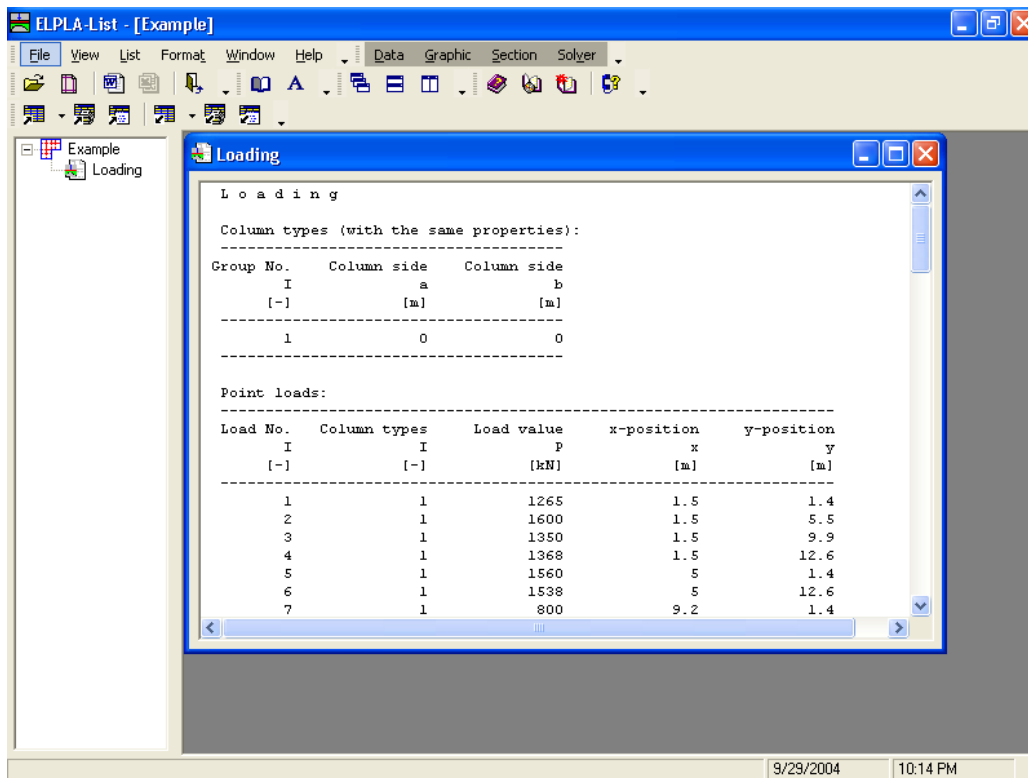 ELPLA-List - [Example]
File View List Format Window Help Data Graphic Section Solver
Example
Loading
Loading
L o a d i n g
Column types (with the same properties):
------------------------------------
Group No. Column side Column side
I a b
[-] [m] [m]
------------------------------------
1 0 0
------------------------------------
Point loads:
----------------------------------------------------------------
Load No. Column types Load value x-position y-position
I I P x y
[-] [-] [kN] [m] [m]
----------------------------------------------------------------
1 1 1265 1.5 1.4
2 1 1600 1.5 5.5
3 1 1350 1.5 9.9
4 1 1368 1.5 12.6
5 1 1560 5 1.4
6 1 1538 5 12.6
7 1 800 9.2 1.4
9/29/2004 10:14 PM